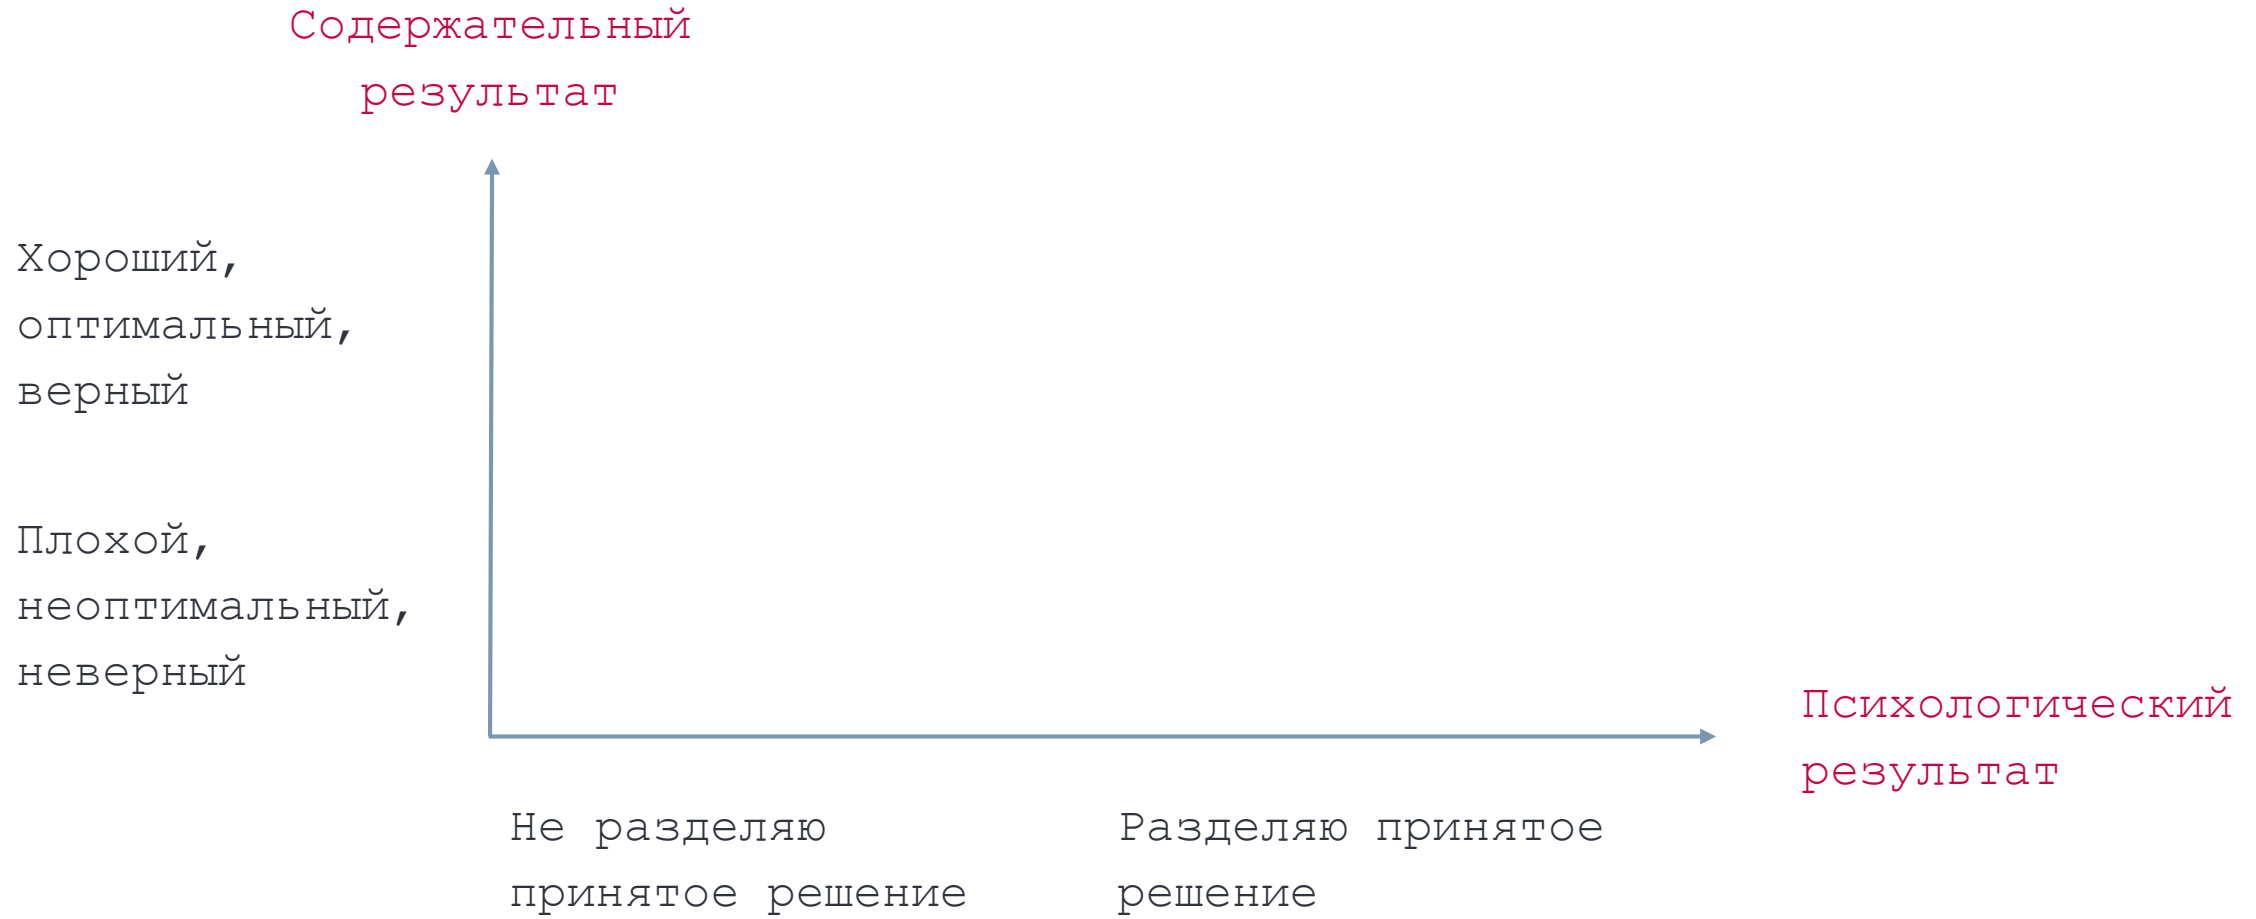 Содержательный
результат
Хороший,
оптимальный,
верный
Плохой,
неоптимальный,
неверный
Психологический
результат
Не разделяю
принятое решение
Разделяю принятое
решение